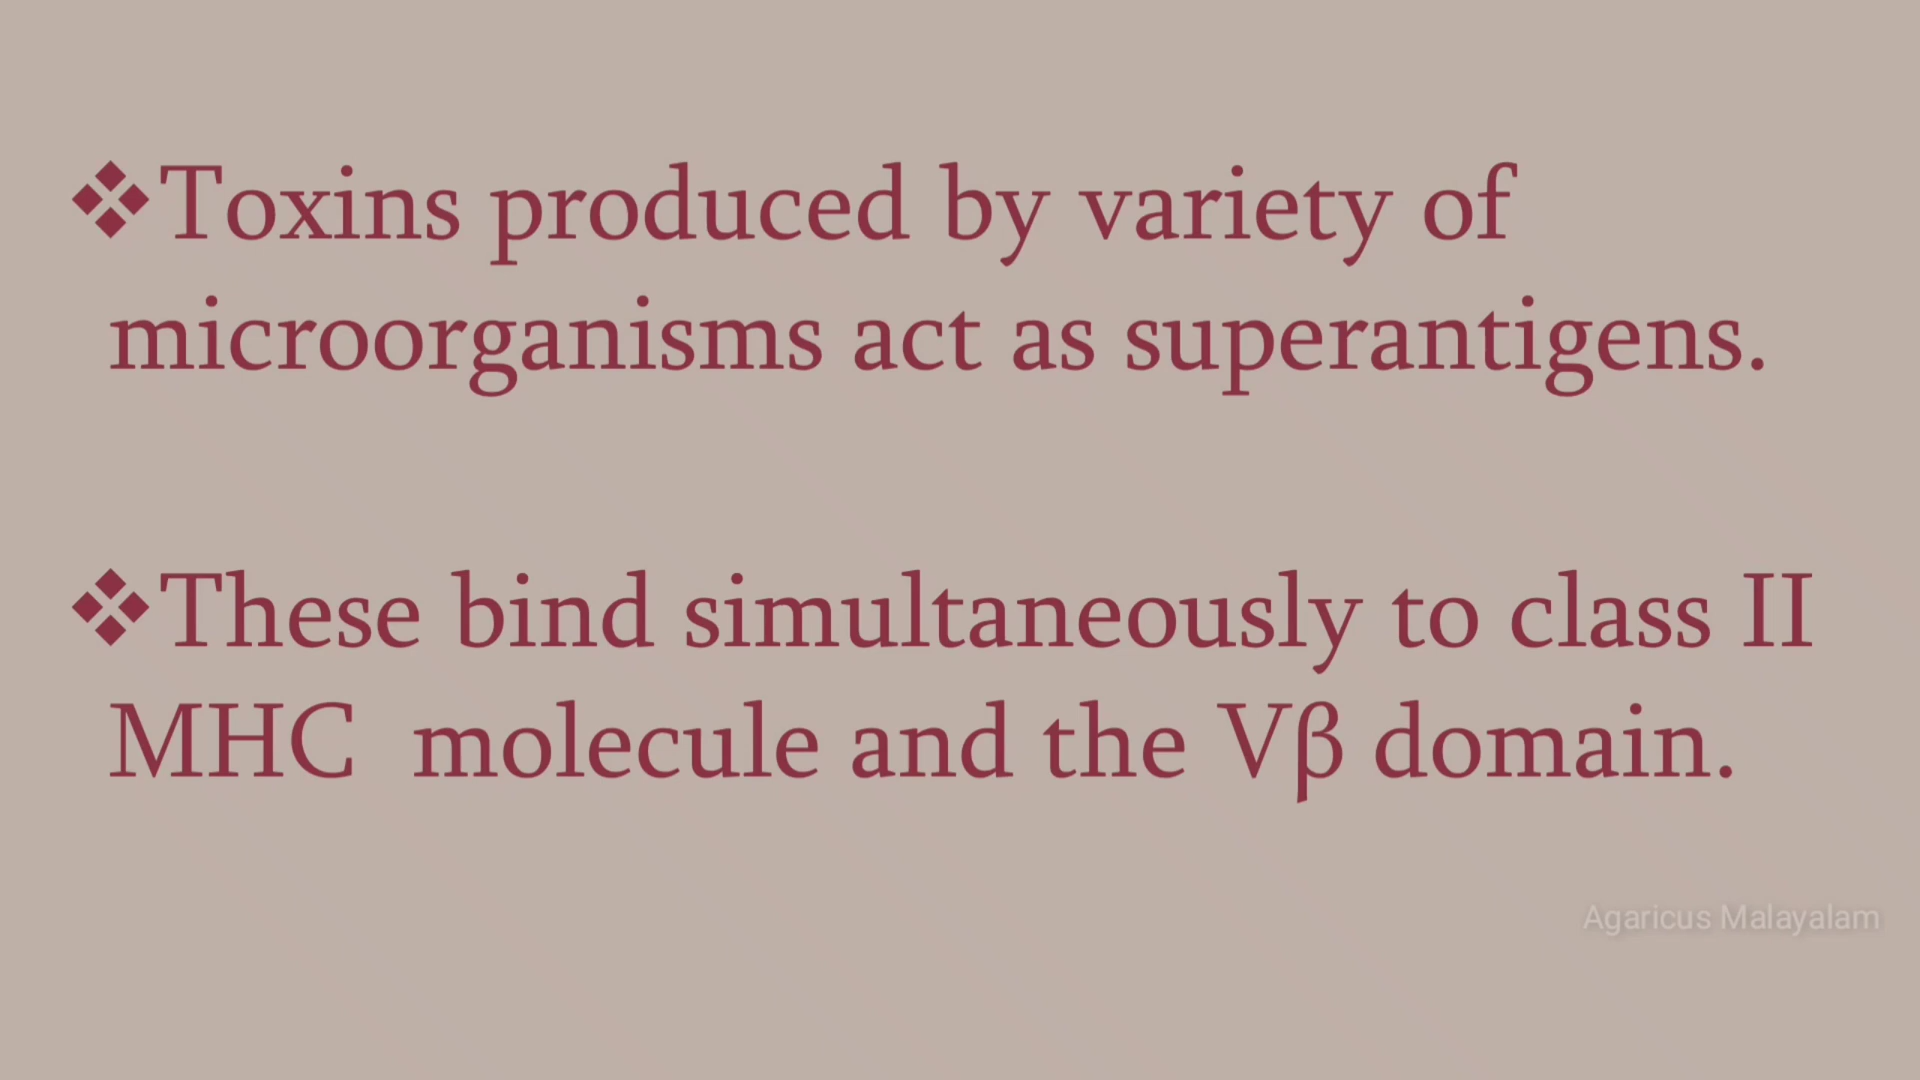 ❖Toxins produced by variety of
microorganisms act as superantigens.
❖These bind simultaneously to class II
MHC  molecule and the Vβ domain.
Agaricus Malayalam